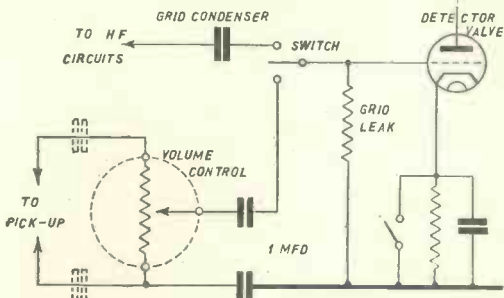 GRID CONDENSER
DETECTOR
VALVE
TO HF
CIRCUITS
SWITCH
GRID
LEAK
VOLUME
CONTROL
TO
PICK-UP
1 MFD